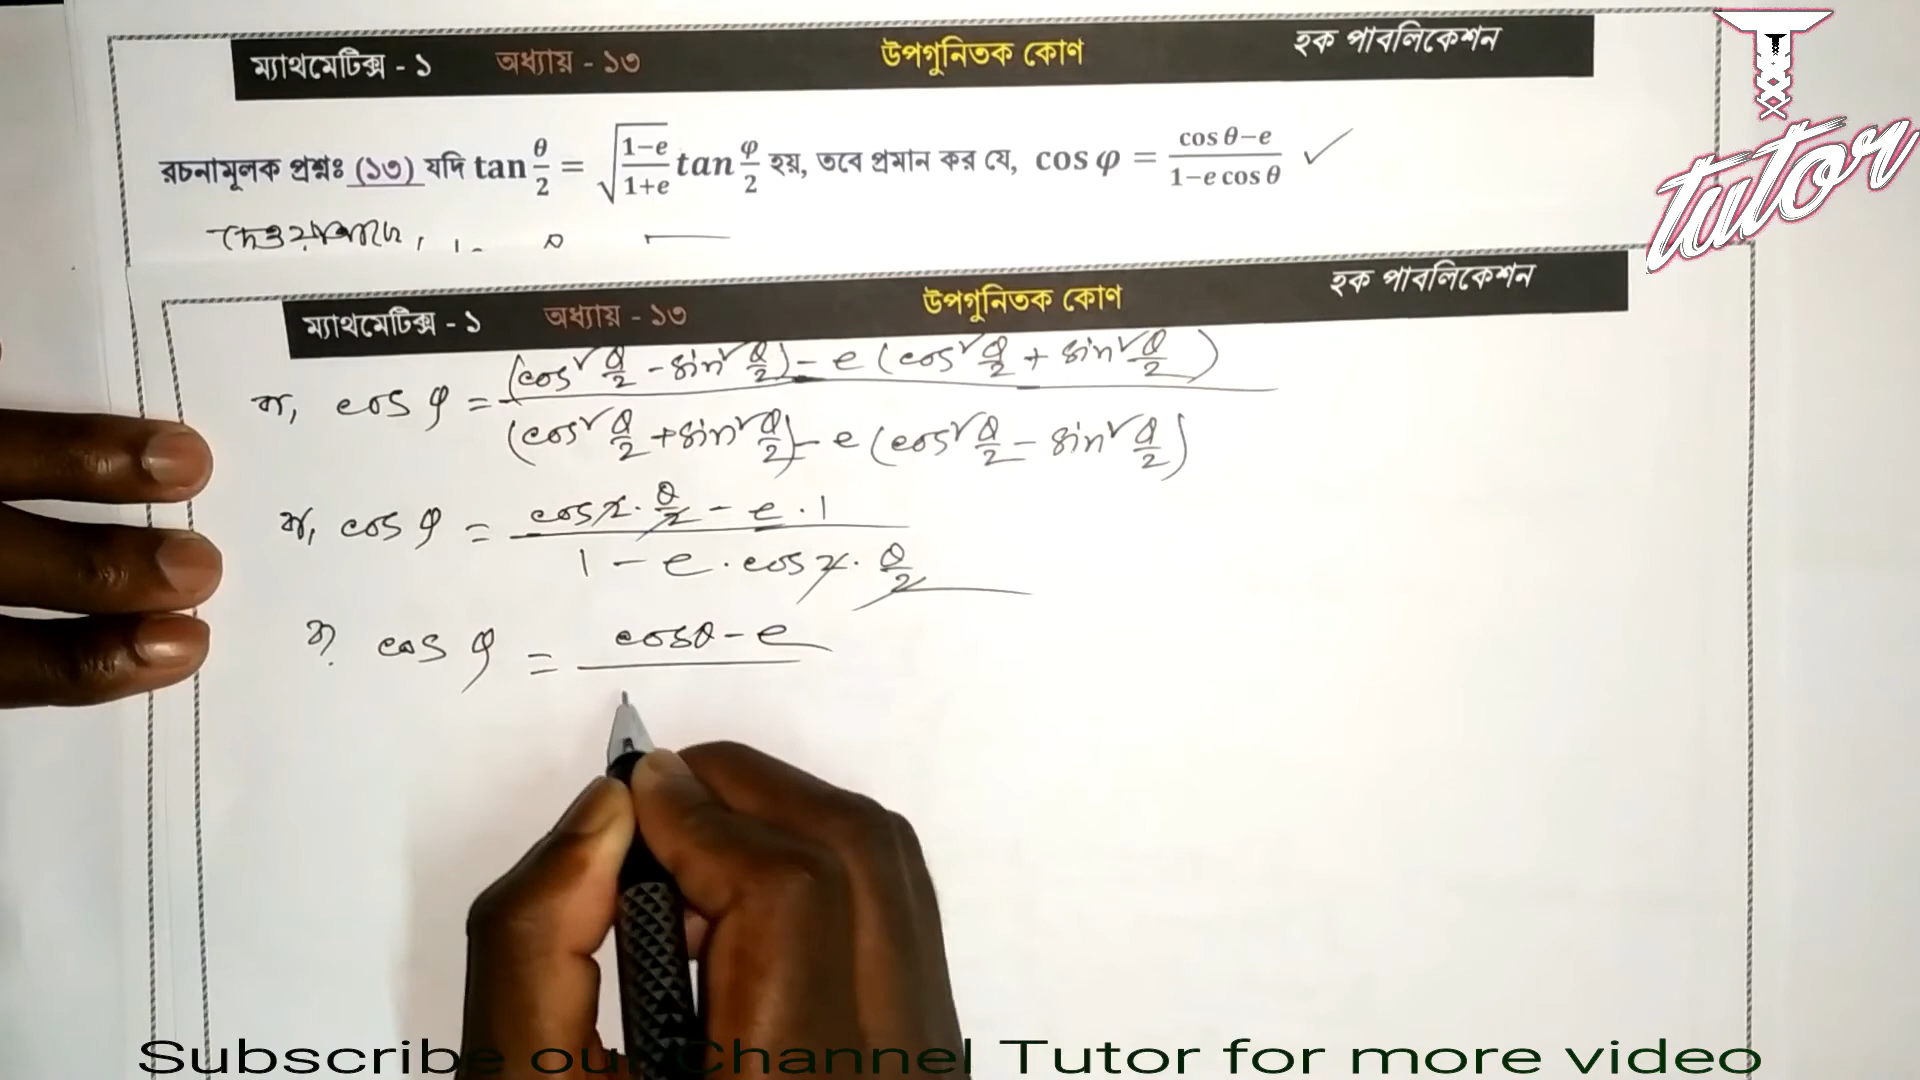 ম্যাথমেটিক্স - ১ অধ্যায় - ১৩ উপগুনিতক কোণ হক পাবলিকেশন
রচনামূলক প্রশ্নঃ (১৩) যদি tan θ/2 = √((1−e)/(1+e)) tan φ/2 হয়, তবে প্রমান কর যে, cos φ = (cos θ−e)/(1−e cos θ) ✓
tutor
ম্যাথমেটিক্স - ১ অধ্যায় - ১৩ উপগুনিতক কোণ হক পাবলিকেশন
বা, cos φ = ((cos² θ/2 - sin² θ/2) - e (cos² θ/2 + sin² θ/2)) / ((cos² θ/2 + sin² θ/2) - e (cos² θ/2 - sin² θ/2))
বা, cos φ = (cos 2 · θ/2 - e · 1) / (1 - e · cos 2 · θ/2)
বা, cos φ = cosθ - e
Subscribe our Channel Tutor for more video